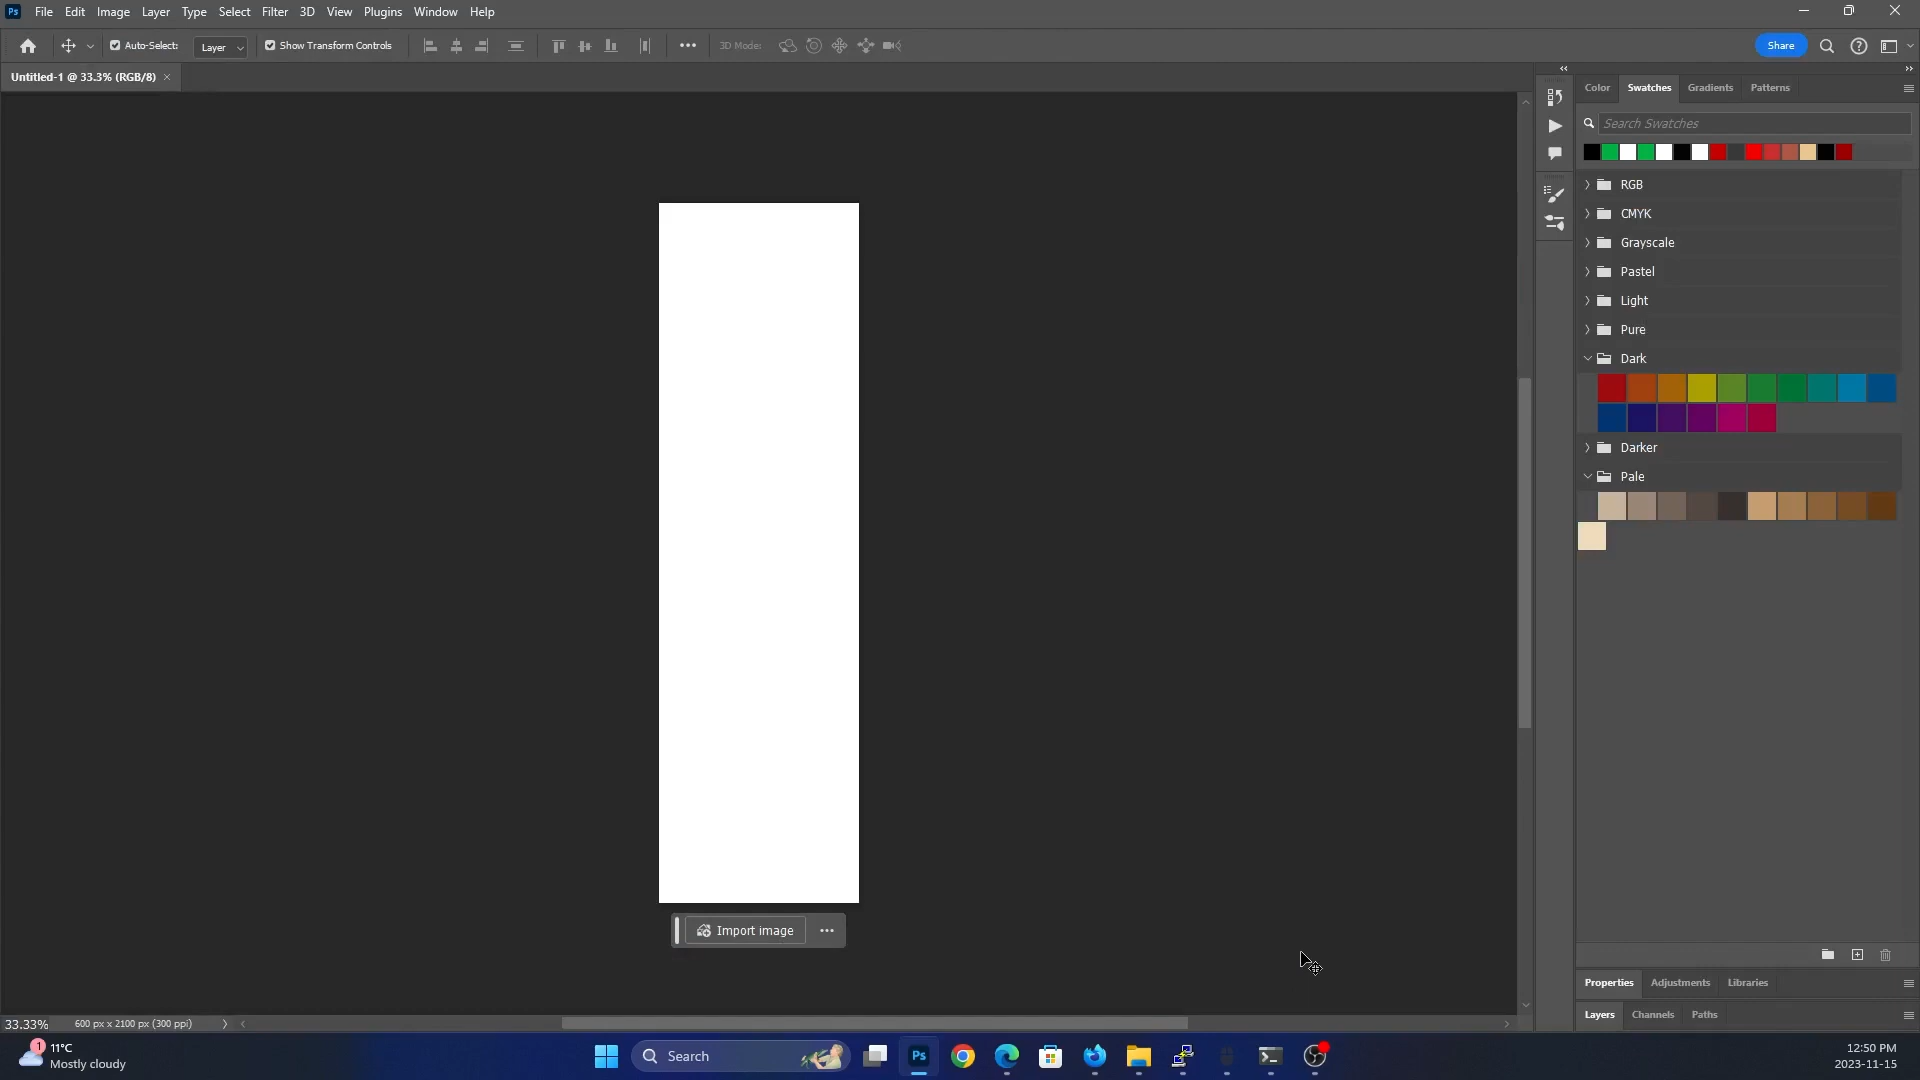 Ps File Edit Image Layer Type Select Filter 3D View Plugins Window Help
Auto-Select: Layer Show Transform Controls 3D Mode: Share
Untitled-1 @ 33.3% (RGB/8)
Color Swatches Gradients Patterns
Search Swatches
RGB
CMYK
Grayscale
Pastel
Light
Pure
Dark
Darker
Pale
Import image
Properties Adjustments Libraries
Layers Channels Paths
33.33% 600 px x 2100 px (300 ppi)
1
11°C
Mostly cloudy
Search
Ps
12:50 PM
2023-11-15